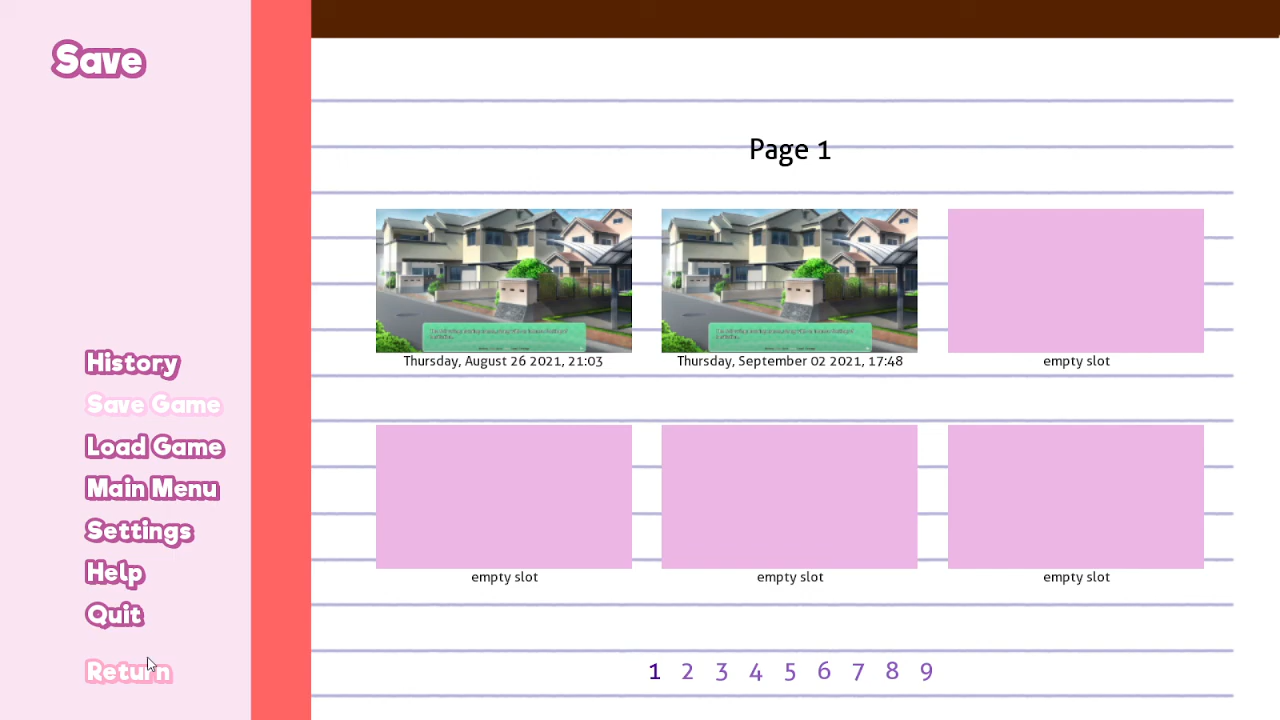 Save
Page 1
Thursday, August 26 2021, 21:03
Thursday, September 02 2021, 17:48
empty slot
History
Save Game
Load Game
Main Menu
Settings
Help
Quit
Return
empty slot
empty slot
empty slot
1 2 3 4 5 6 7 8 9